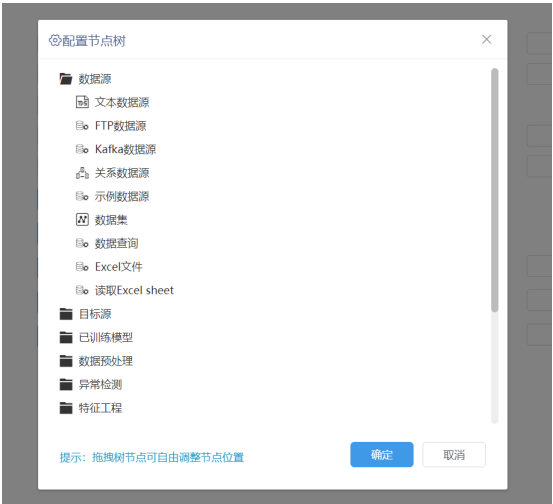 配置节点树
数据源
文本数据源
FTP数据源
Kafka数据源
关系数据源
示例数据源
数据集
数据查询
Excel文件
读取Excel sheet
目标源
已训练模型
数据预处理
异常检测
特征工程
提示：拖拽树节点可自由调整节点位置
确定
取消